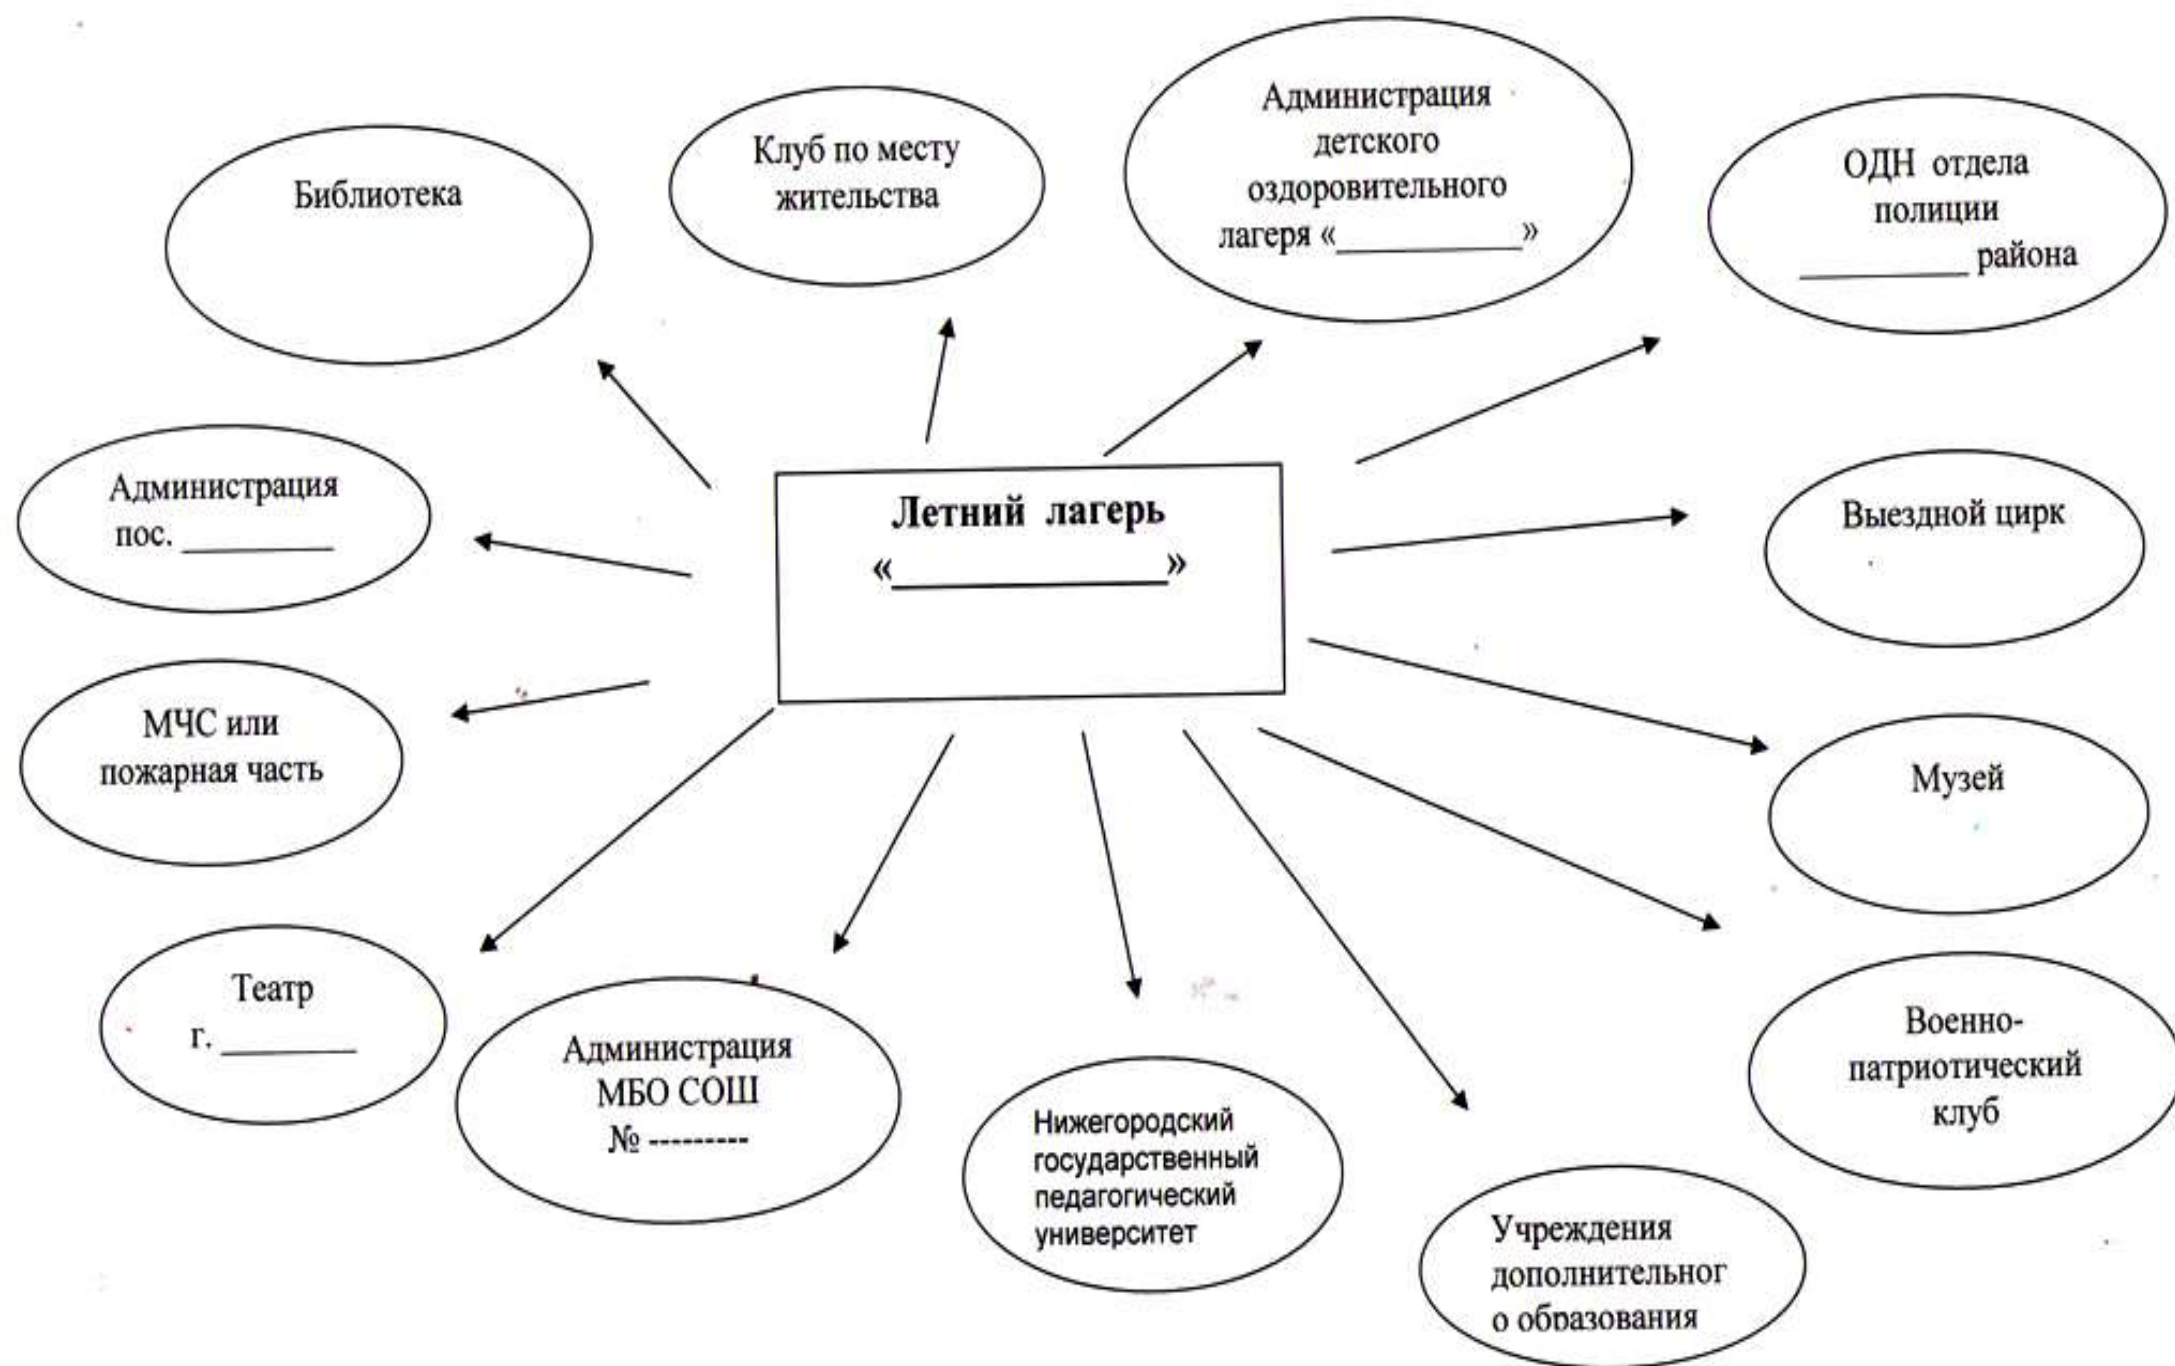 Библиотека
Клуб по месту
жительства
Администрация
детского
оздоровительного
лагеря «__________»
ОДН отдела
полиции
__________ района
Администрация
пос. __________
Летний лагерь
«______________»
Выездной цирк
МЧС или
пожарная часть
Музей
Театр
г. ________
Администрация
МБО СОШ
№ ---------
Нижегородский
государственный
педагогический
университет
Учреждения
дополнительног
о образования
Военно-
патриотический
клуб